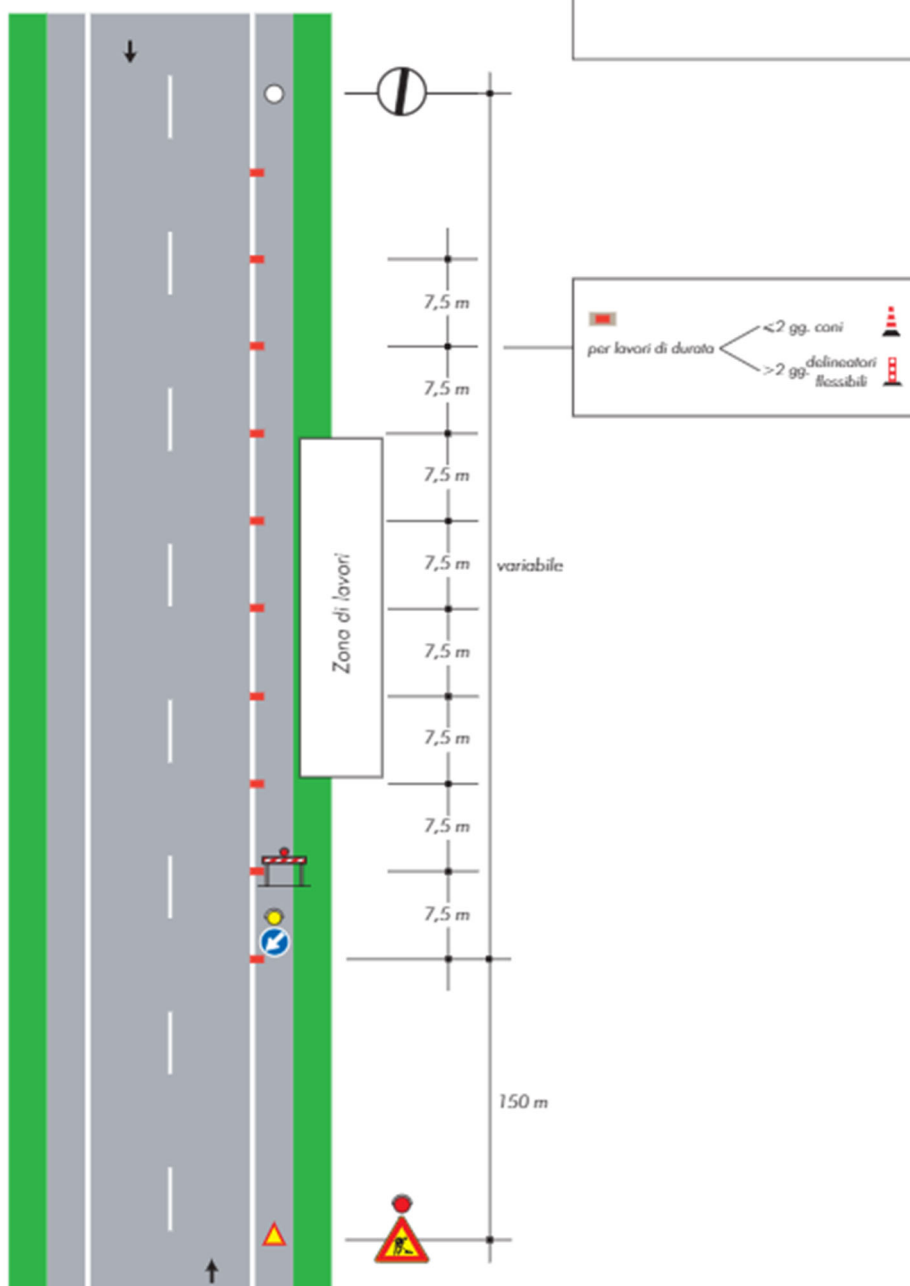 7,5 m
<2 gg. coni
per lavori di durata
>2 gg. delineatori
flessibili
7,5 m
7,5 m
7,5 m
variabile
Zona di lavori
7,5 m
7,5 m
7,5 m
7,5 m
150 m